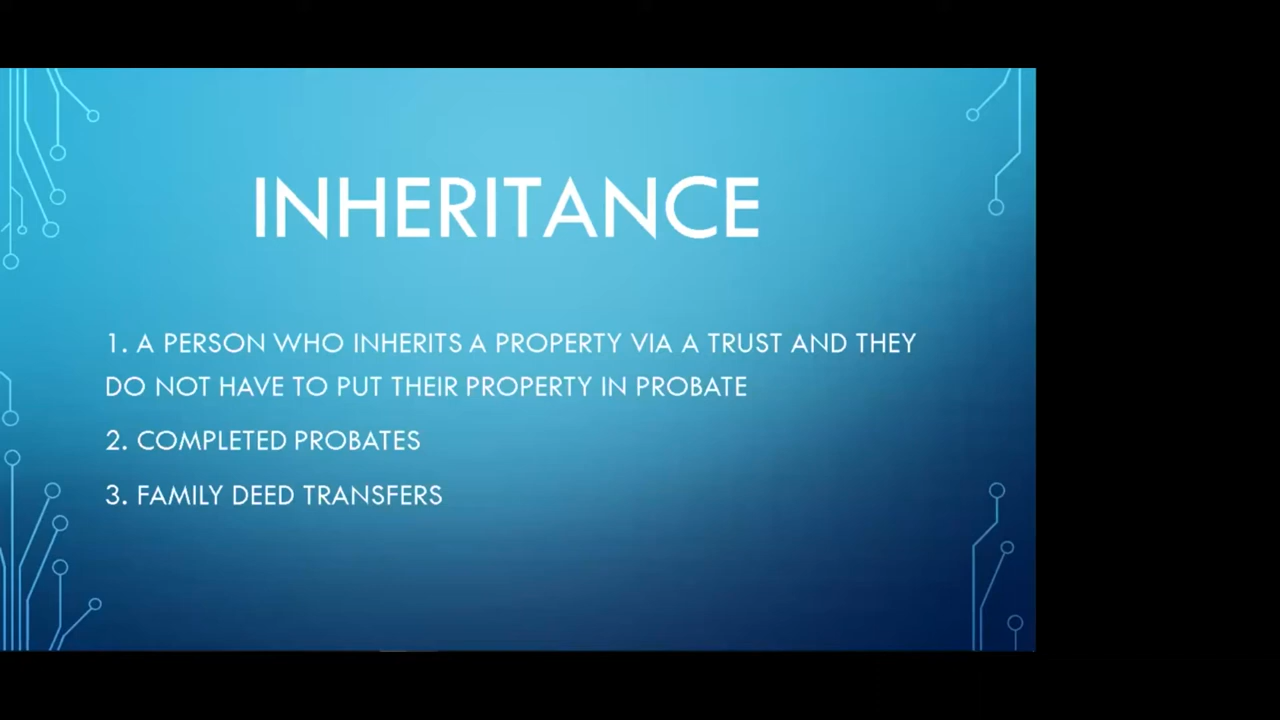 INHERITANCE
1. A PERSON WHO INHERITS A PROPERTY VIA A TRUST AND THEY
DO NOT HAVE TO PUT THEIR PROPERTY IN PROBATE
2. COMPLETED PROBATES
3. FAMILY DEED TRANSFERS